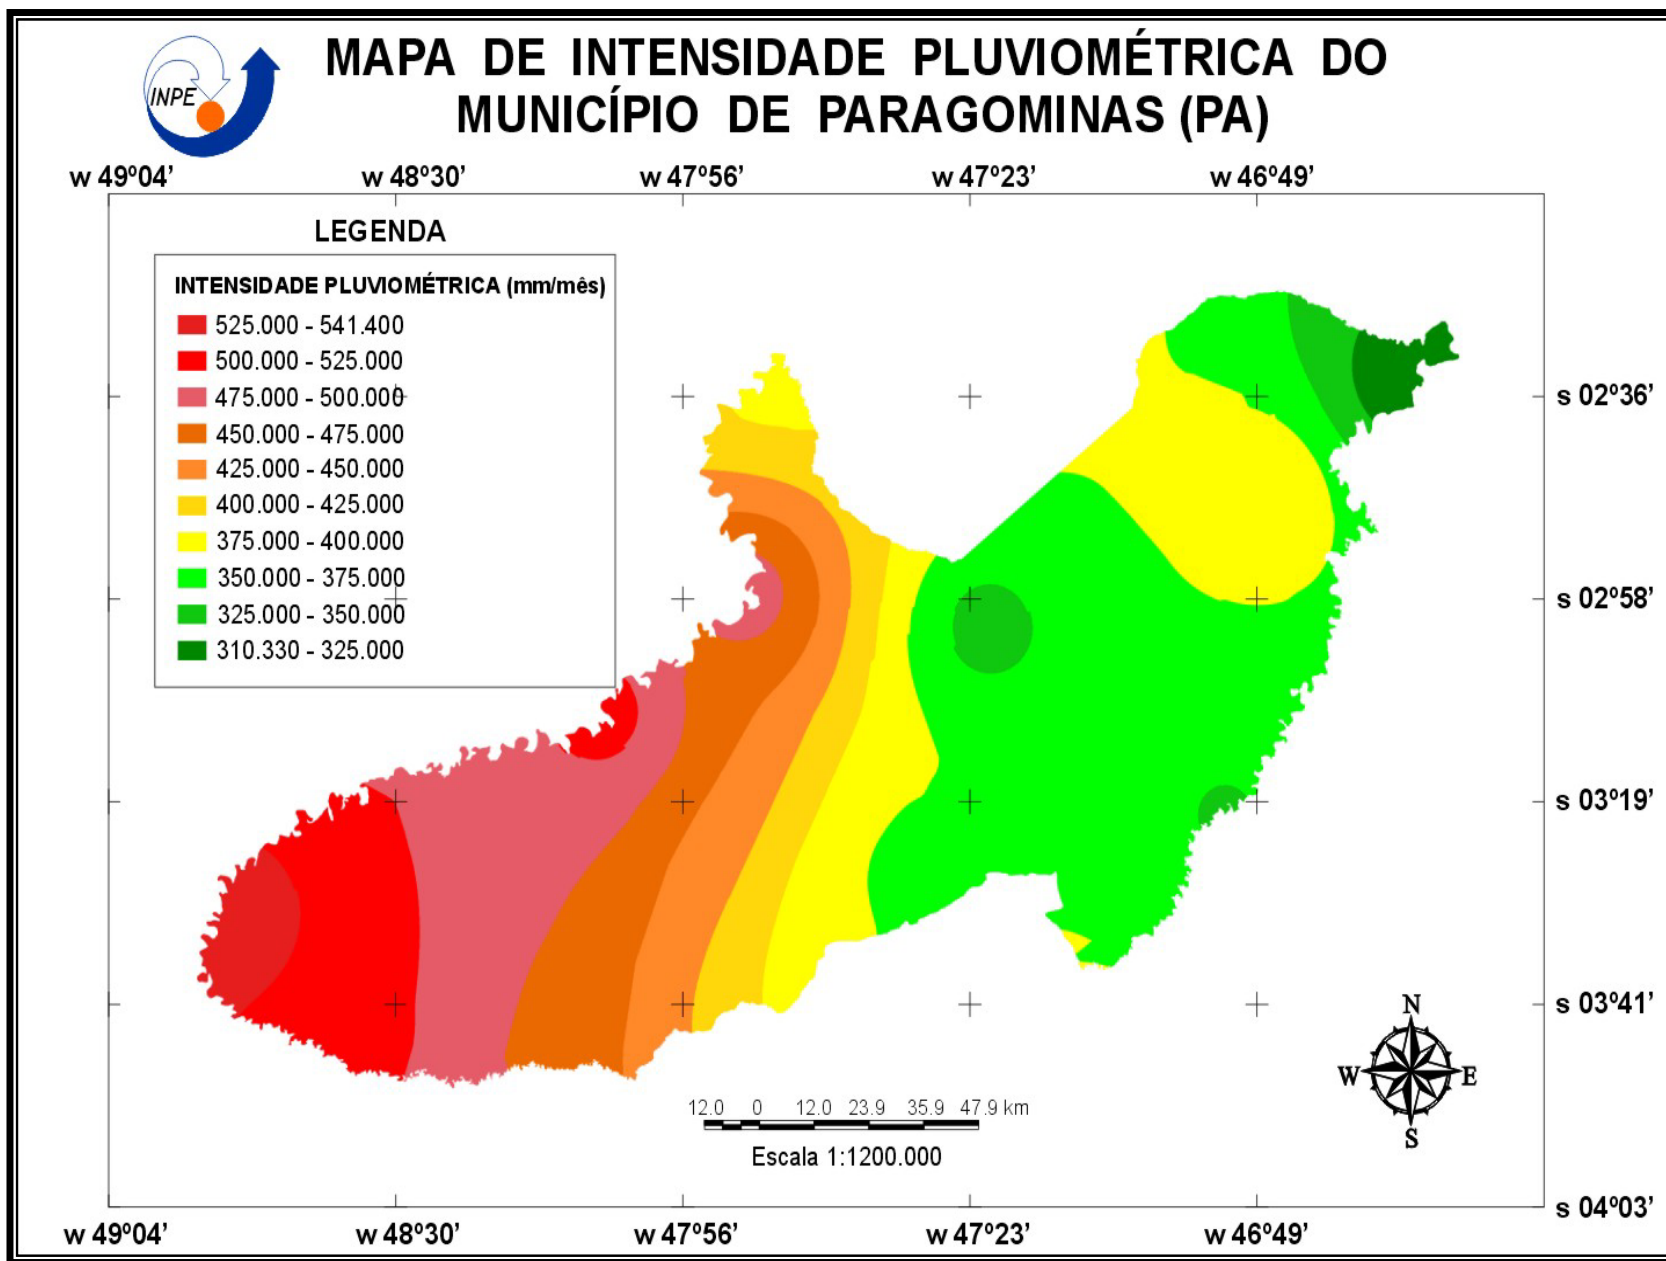 INPE
MAPA DE INTENSIDADE PLUVIOMÉTRICA DO
MUNICÍPIO DE PARAGOMINAS (PA)
w 49º04’ w 48º30’ w 47º56’ w 47º23’ w 46º49’
LEGENDA
INTENSIDADE PLUVIOMÉTRICA (mm/mês)
525.000 - 541.400
500.000 - 525.000
475.000 - 500.000
450.000 - 475.000
425.000 - 450.000
400.000 - 425.000
375.000 - 400.000
350.000 - 375.000
325.000 - 350.000
310.330 - 325.000
s 02º36’
s 02º58’
s 03º19’
s 03º41’
s 04º03’
N
W E
S
12.0 0 12.0 23.9 35.9 47.9 km
Escala 1:1200.000
w 49º04’ w 48º30’ w 47º56’ w 47º23’ w 46º49’